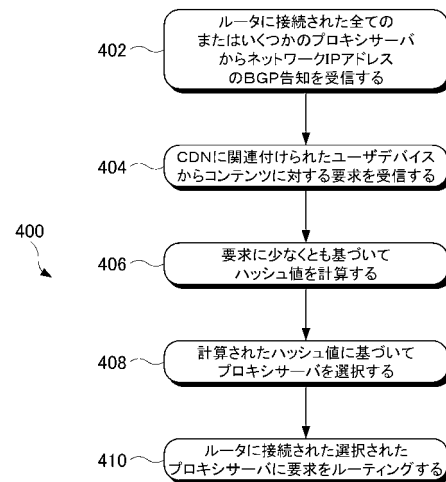 402
ルータに接続された全ての
またはいくつかのプロキシサーバ
からネットワークIPアドレス
のBGP告知を受信する
404
CDNに関連付けられたユーザデバイス
からコンテンツに対する要求を受信する
400
406
要求に少なくとも基づいて
ハッシュ値を計算する
408
計算されたハッシュ値に基づいて
プロキシサーバを選択する
410
ルータに接続された選択された
プロキシサーバに要求をルーティングする